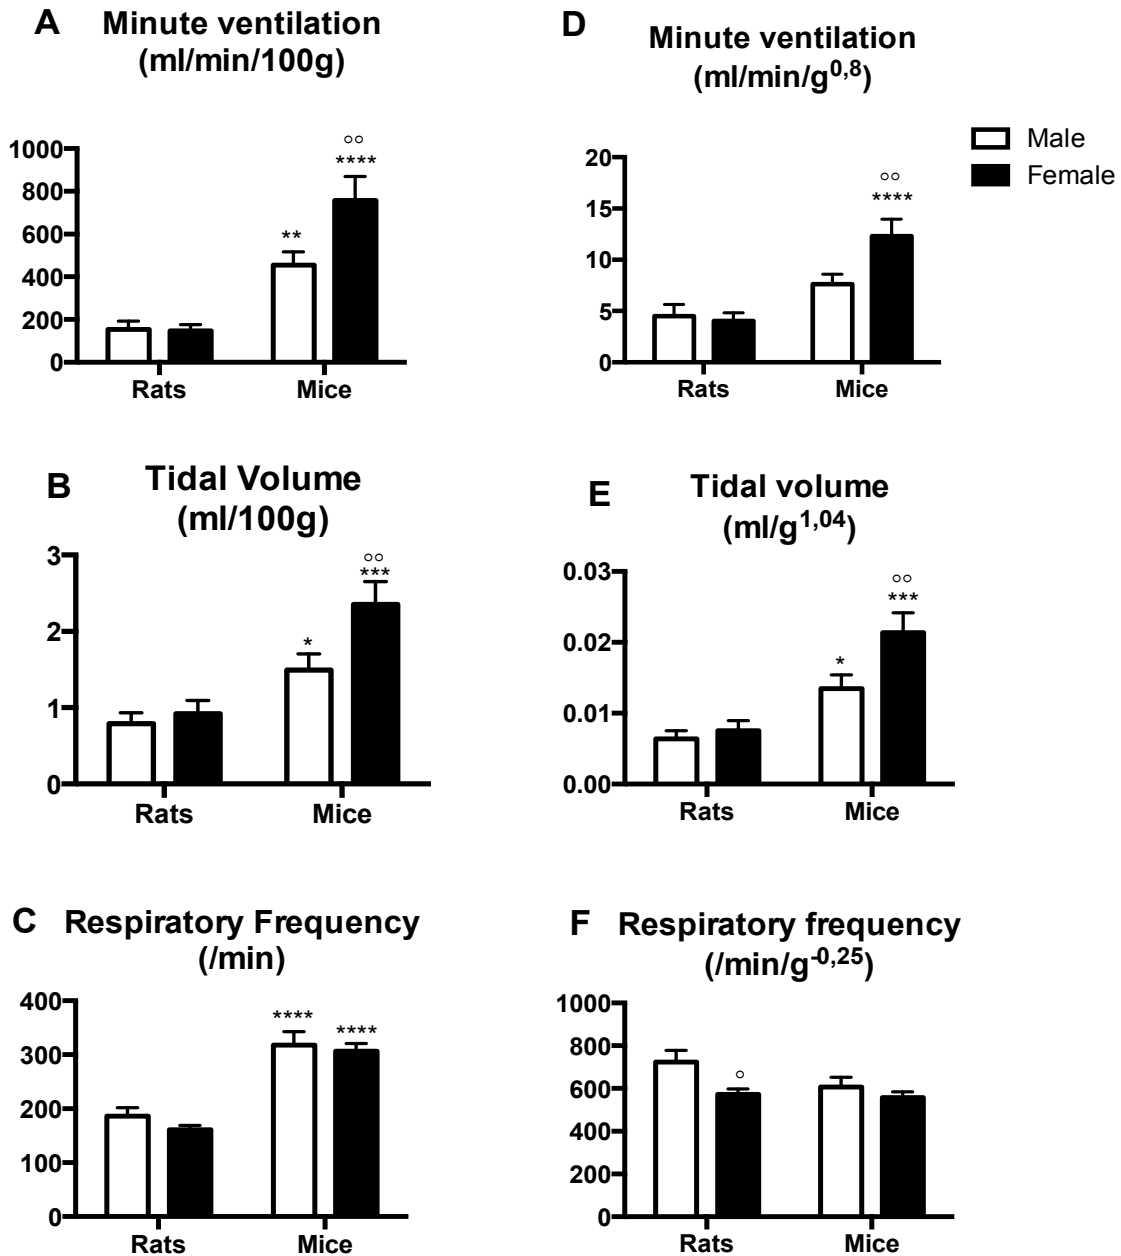 A Minute ventilation
(ml/min/100g)
1000
800
600
400
200
0
**
°°
****
Rats Mice
D Minute ventilation
(ml/min/g0,8)
20
15
10
5
0
°°
****
Rats Mice
Male
Female
B Tidal Volume
(ml/100g)
3
2
1
0
*
°°
***
Rats Mice
E Tidal volume
(ml/g1,04)
0.03
0.02
0.01
0.00
*
°°
***
Rats Mice
C Respiratory Frequency
(/min)
400
300
200
100
0
**** ****
Rats Mice
F Respiratory frequency
(/min/g-0,25)
1000
800
600
400
200
0
°
Rats Mice